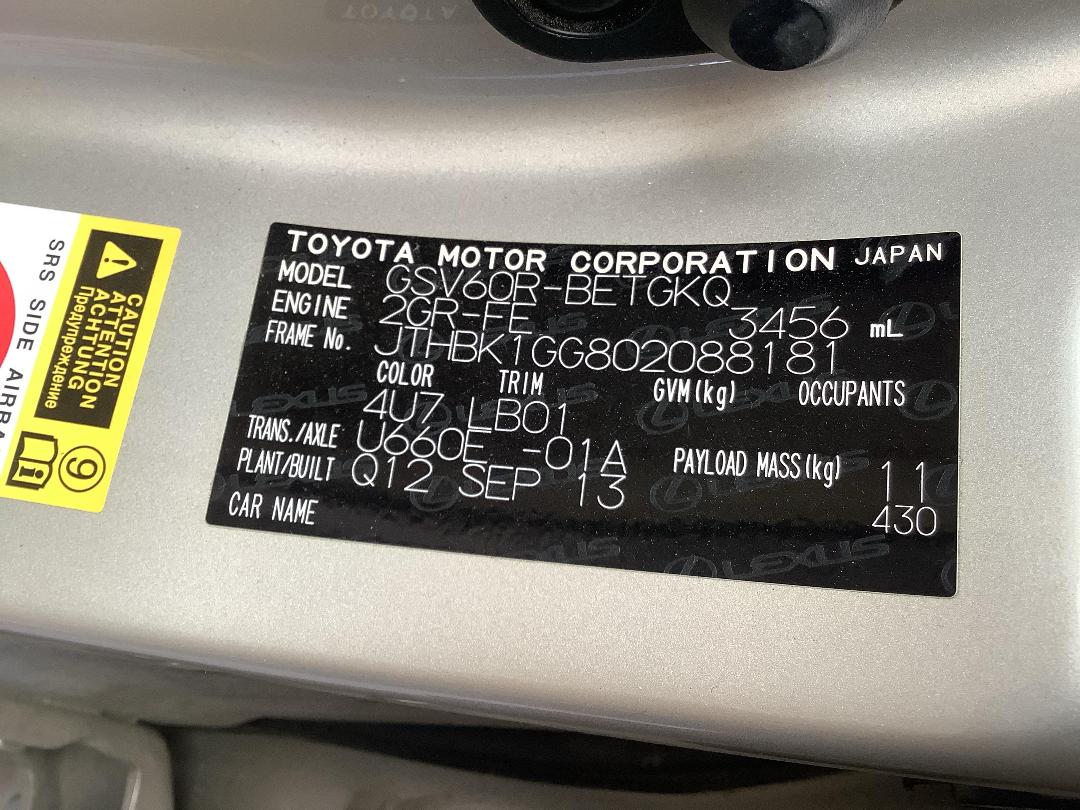 TOYOTA MOTOR CORPORATION JAPAN
MODEL GSV60R-BETGKQ
ENGINE 2GR-FE 3456 mL
FRAME No. JTHBK1GG802088181
COLOR TRIM GVM(kg) OCCUPANTS
4U7 LB01
TRANS./AXLE U660E -01A PAYLOAD MASS(kg) 11
PLANT/BUILT Q12 SEP 13 430
CAR NAME
LEXUS
CAUTION
ATTENTION
ACHTUNG
Предупреждение
9
SRS SIDE AIRBA